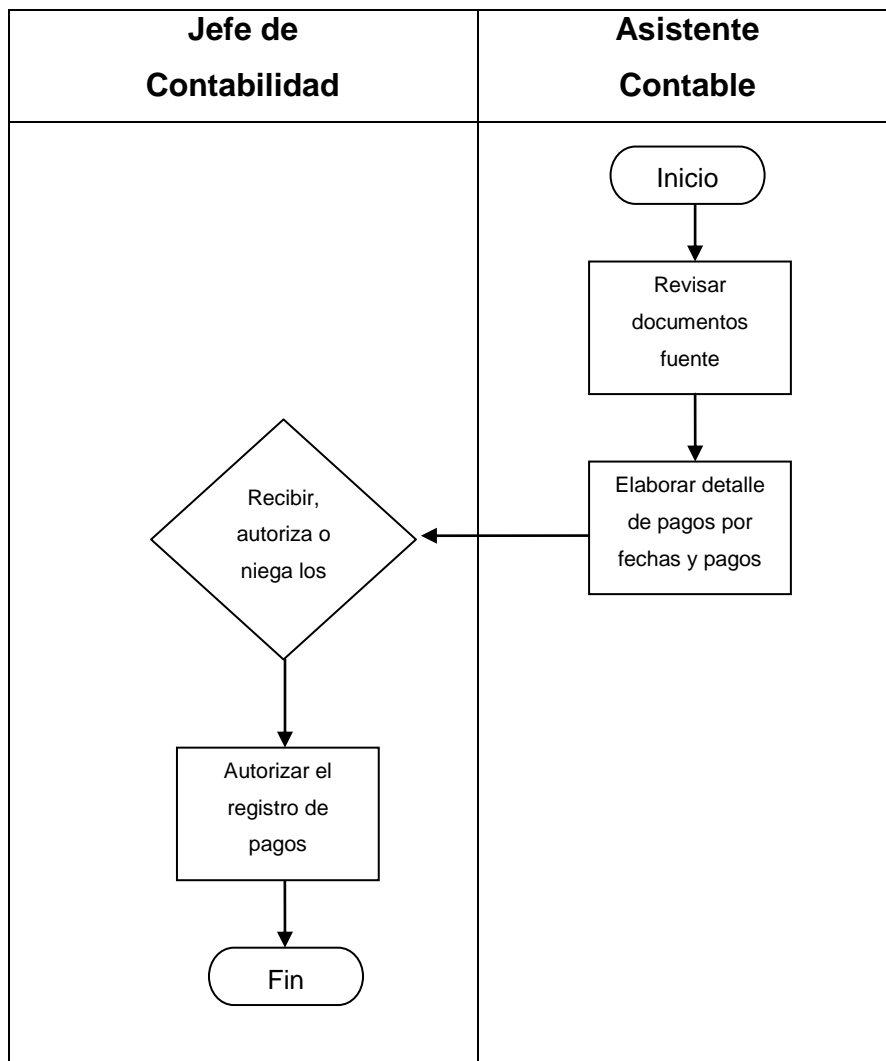 Jefe de
Contabilidad
Asistente
Contable
Inicio
Revisar
documentos
fuente
Elaborar detalle
de pagos por
fechas y pagos
Recibir,
autoriza o
niega los
Autorizar el
registro de
pagos
Fin